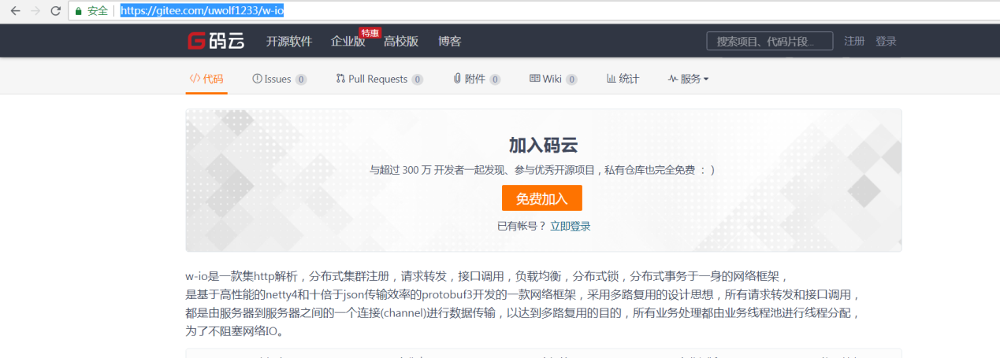 安全 https://gitee.com/uwolf1233/w-io
码云 开源软件 企业版 特惠 高校版 博客 搜索项目、代码片段... 注册 登录
代码 Issues 0 Pull Requests 0 附件 0 Wiki 0 统计 服务
加入码云
与超过 300 万 开发者一起发现、参与优秀开源项目，私有仓库也完全免费 ：)
免费加入
已有帐号？ 立即登录
w-io是一款集http解析，分布式集群注册，请求转发，接口调用，负载均衡，分布式锁，分布式事务于一身的网络框架，
是基于高性能的netty4和十倍于json传输效率的protobuf3开发的一款网络框架，采用多路复用的设计思想，所有请求转发和接口调用，
都是由服务器到服务器之间的一个连接(channel)进行数据传输，以达到多路复用的目的，所有业务处理都由业务线程池进行线程分配，
为了不阻塞网络IO。